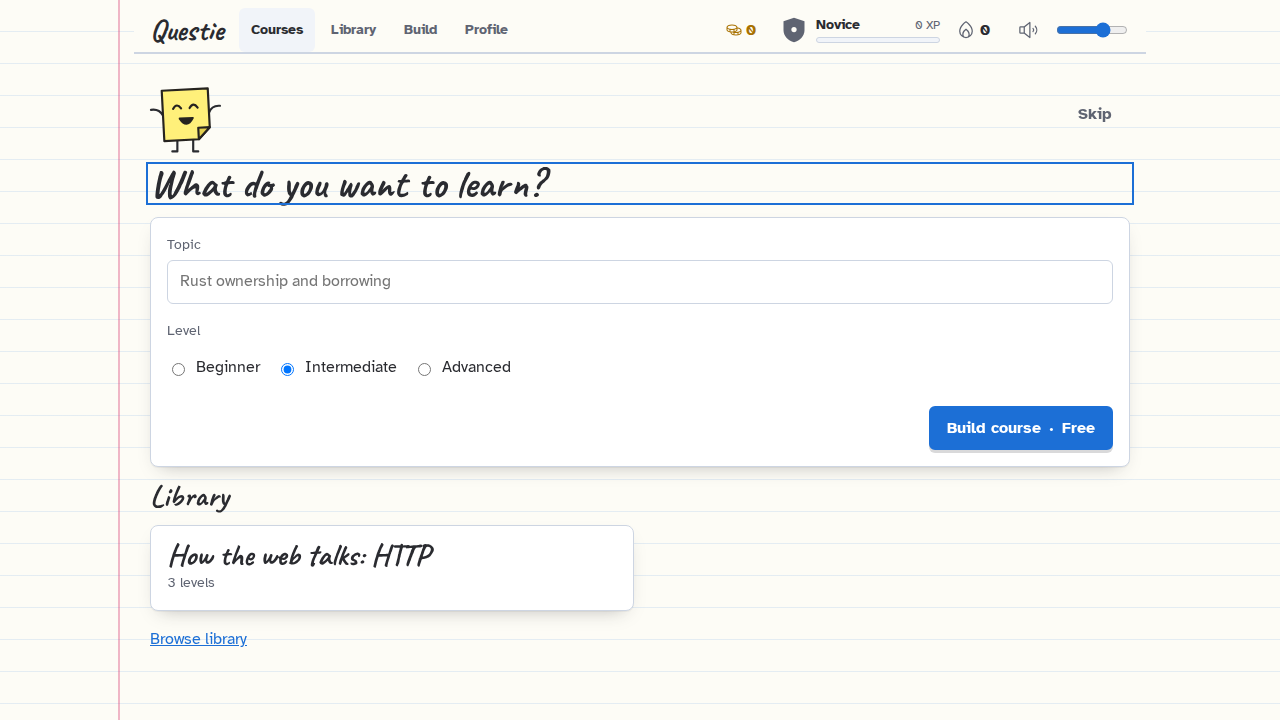 Questie Courses Library Build Profile 0 Novice 0 XP 0
Skip
What do you want to learn?
Topic
Rust ownership and borrowing
Level
Beginner Intermediate Advanced
Build course · Free
Library
How the web talks: HTTP
3 levels
Browse library